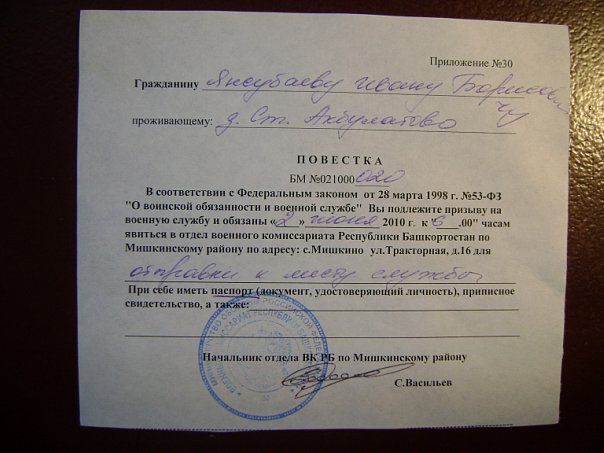 Приложение №30
Гражданину Янсубаеву Ивану Борисовичу
проживающему: д. Ст. Акбулатово
ПОВЕСТКА
БМ №021000020
В соответствии с Федеральным законом от 28 марта 1998 г. №53-ФЗ
"О воинской обязанности и военной службе" Вы подлежите призыву на
военную службу и обязаны «2» июня 2010 г. к 6 .00" часам
явиться в отдел военного комиссариата Республики Башкортостан по
Мишкинскому району по адресу: с.Мишкино ул.Тракторная, д.16 для
отправки к месту службы
При себе иметь паспорт (документ, удостоверяющий личность), приписное
свидетельство, а также:
Начальник отдела ВК РБ по Мишкинскому району
С.Васильев